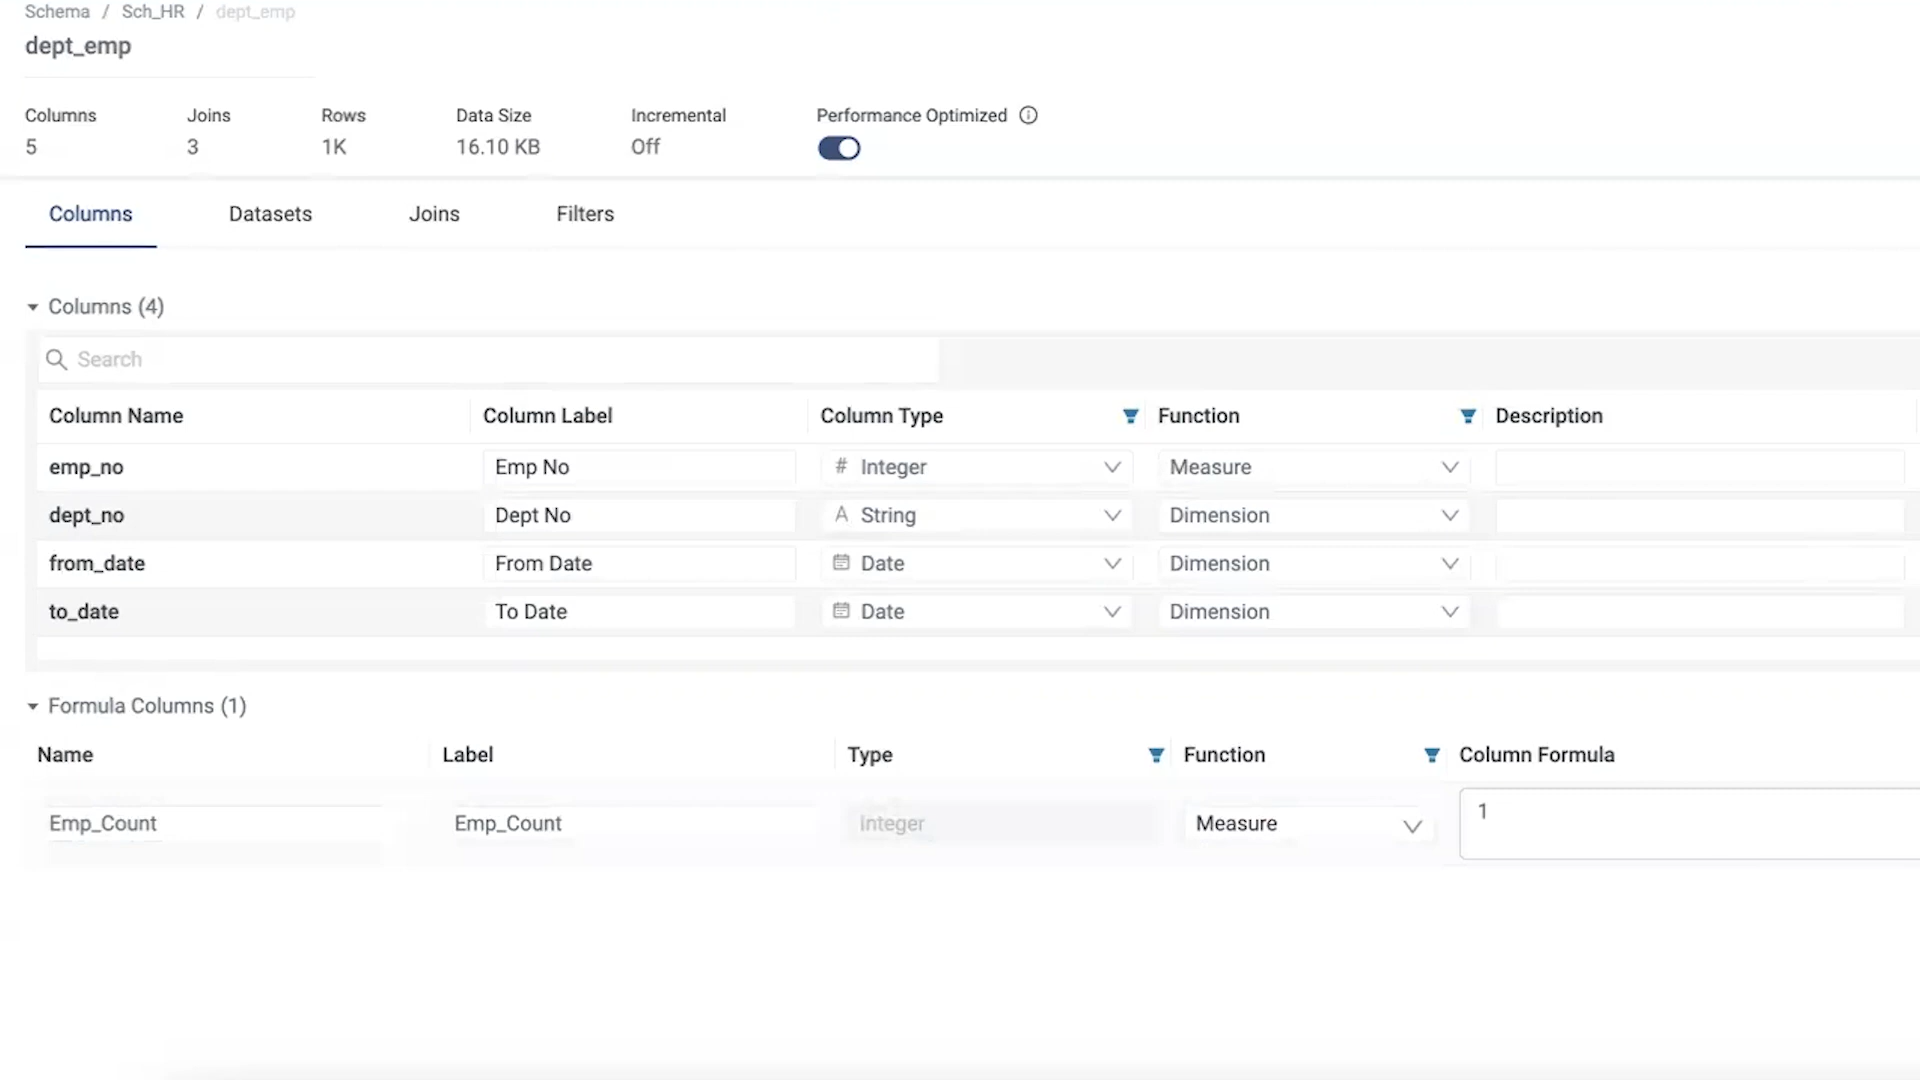 Schema / Sch_HR / dept_emp
dept_emp
Columns Joins Rows Data Size Incremental Performance Optimized
5 3 1K 16.10 KB Off
Columns Datasets Joins Filters
Columns (4)
Search
Column Name Column Label Column Type Function Description
emp_no Emp No # Integer Measure
dept_no Dept No A String Dimension
from_date From Date Date Dimension
to_date To Date Date Dimension
Formula Columns (1)
Name Label Type Function Column Formula
Emp_Count Emp_Count Integer Measure 1